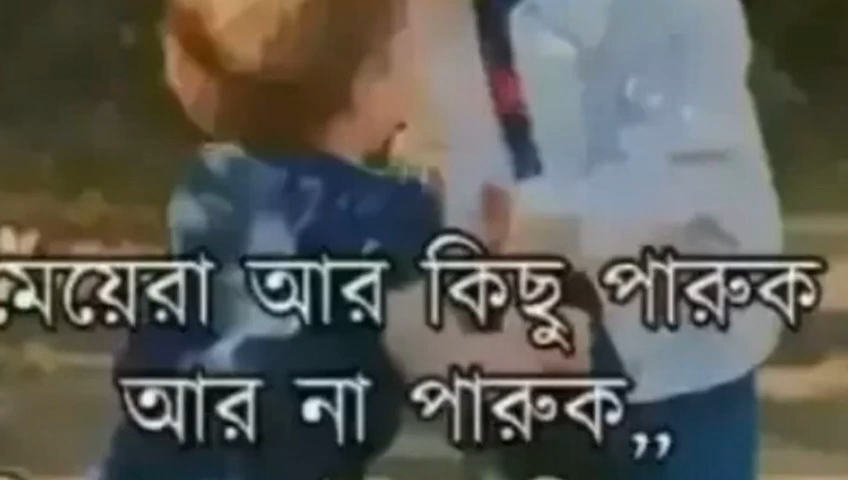 মেয়েরা আর কিছু পারুক
আর না পারুক,,